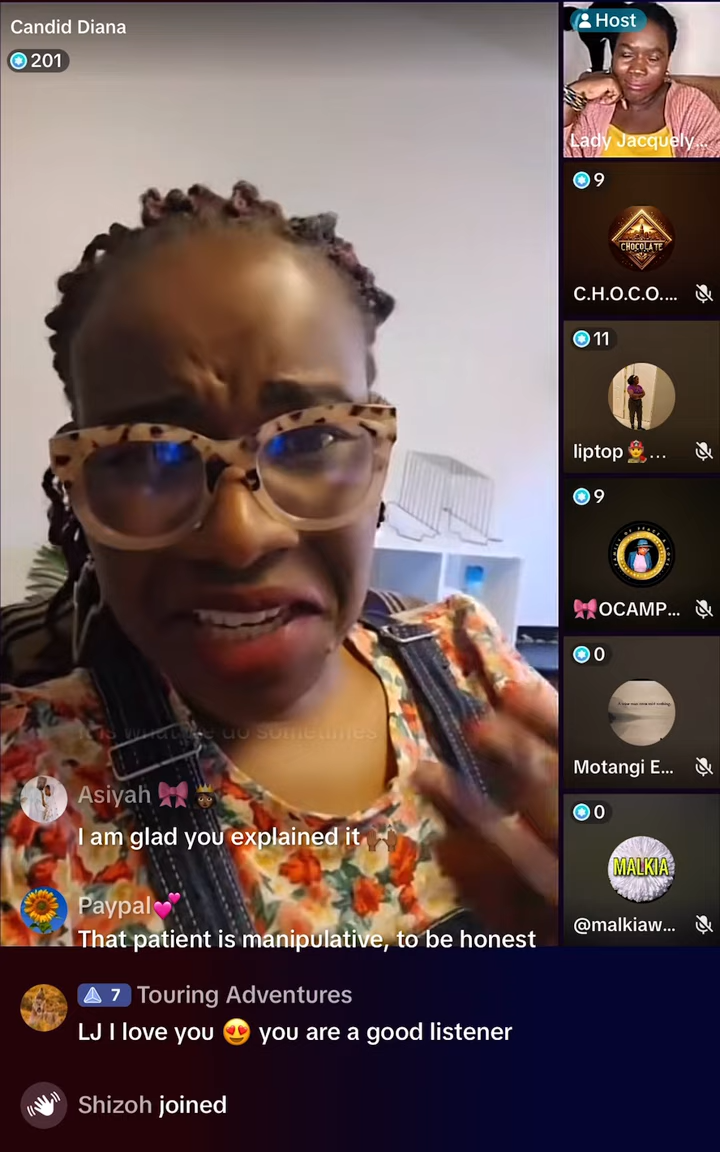 Candid Diana
201
Host
Lady Jacquely...
9
CHOCOLATE
C.H.O.C.O....
11
liptop 👩‍🚒...
9
🎀OCAMP...
0
Motangi E...
0
MALKIA
@malkiaw...
Asiyah 🎀 🤴🏿
I am glad you explained it 🙌🏾
Paypal💕
That patient is manipulative, to be honest
7 Touring Adventures
LJ I love you 😍 you are a good listener
Shizoh joined